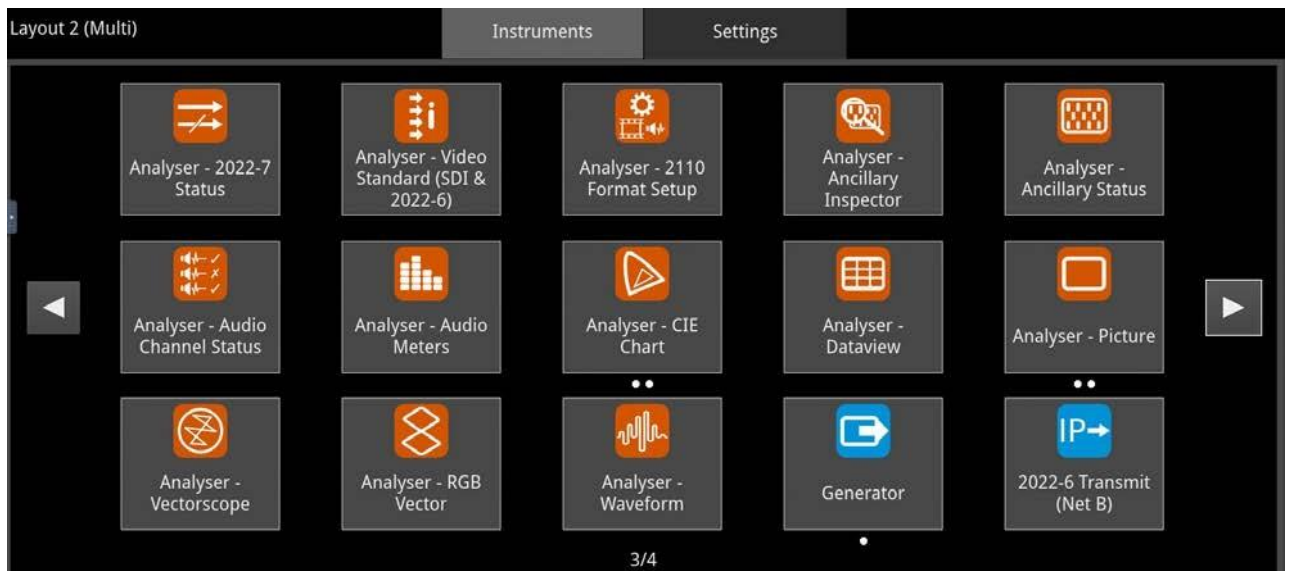 Layout 2 (Multi)
Instruments
Settings
Analyser - 2022-7
Status
Analyser - Video
Standard (SDI &
2022-6)
Analyser - 2110
Format Setup
Analyser -
Ancillary
Inspector
Analyser -
Ancillary Status
Analyser - Audio
Channel Status
Analyser - Audio
Meters
Analyser - CIE
Chart
Analyser -
Dataview
Analyser - Picture
Analyser -
Vectorscope
Analyser - RGB
Vector
Analyser -
Waveform
Generator
IP
2022-6 Transmit
(Net B)
3/4